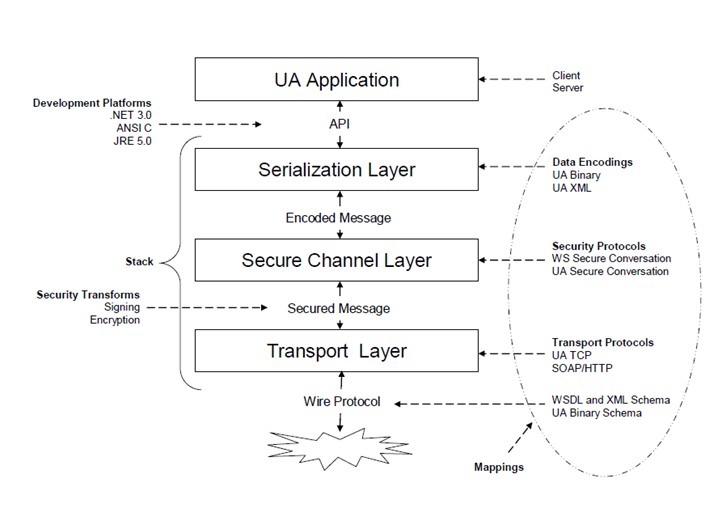 UA Application
Client
Server
Development Platforms
.NET 3.0
ANSI C
JRE 5.0
API
Serialization Layer
Data Encodings
UA Binary
UA XML
Encoded Message
Stack
Secure Channel Layer
Security Protocols
WS Secure Conversation
UA Secure Conversation
Security Transforms
Signing
Encryption
Secured Message
Transport Layer
Transport Protocols
UA TCP
SOAP/HTTP
Wire Protocol
WSDL and XML Schema
UA Binary Schema
Mappings